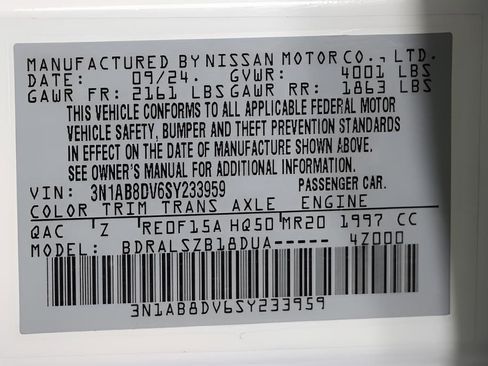 MANUFACTURED BY NISSAN MOTOR CO., LTD.
DATE: 09/24. GVWR: 4001 LBS
GAWR FR: 2161 LBS GAWR RR: 1863 LBS
THIS VEHICLE CONFORMS TO ALL APPLICABLE FEDERAL MOTOR
VEHICLE SAFETY, BUMPER AND THEFT PREVENTION STANDARDS
IN EFFECT ON THE DATE OF MANUFACTURE SHOWN ABOVE.
SEE OWNER'S MANUAL FOR ADDITIONAL INFORMATION.
VIN: 3N1AB8DV6SY233959 PASSENGER CAR.
COLOR TRIM TRANS AXLE ENGINE
QAC Z RE0F15A HQ50 MR20 1997 CC
MODEL: BDRALSZB18DUA----- 4Z000
3N1AB8DV6SY233959